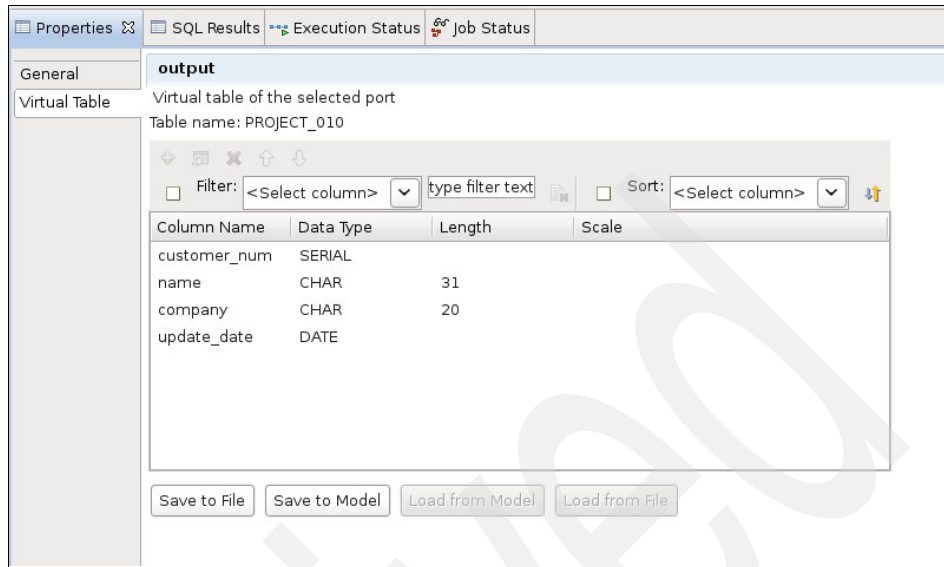 Properties SQL Results Execution Status Job Status
General
Virtual Table
output
Virtual table of the selected port
Table name: PROJECT_010
Filter: <Select column> type filter text Sort: <Select column>
Column Name Data Type Length Scale
customer_num SERIAL
name CHAR 31
company CHAR 20
update_date DATE
Save to File Save to Model Load from Model Load from File